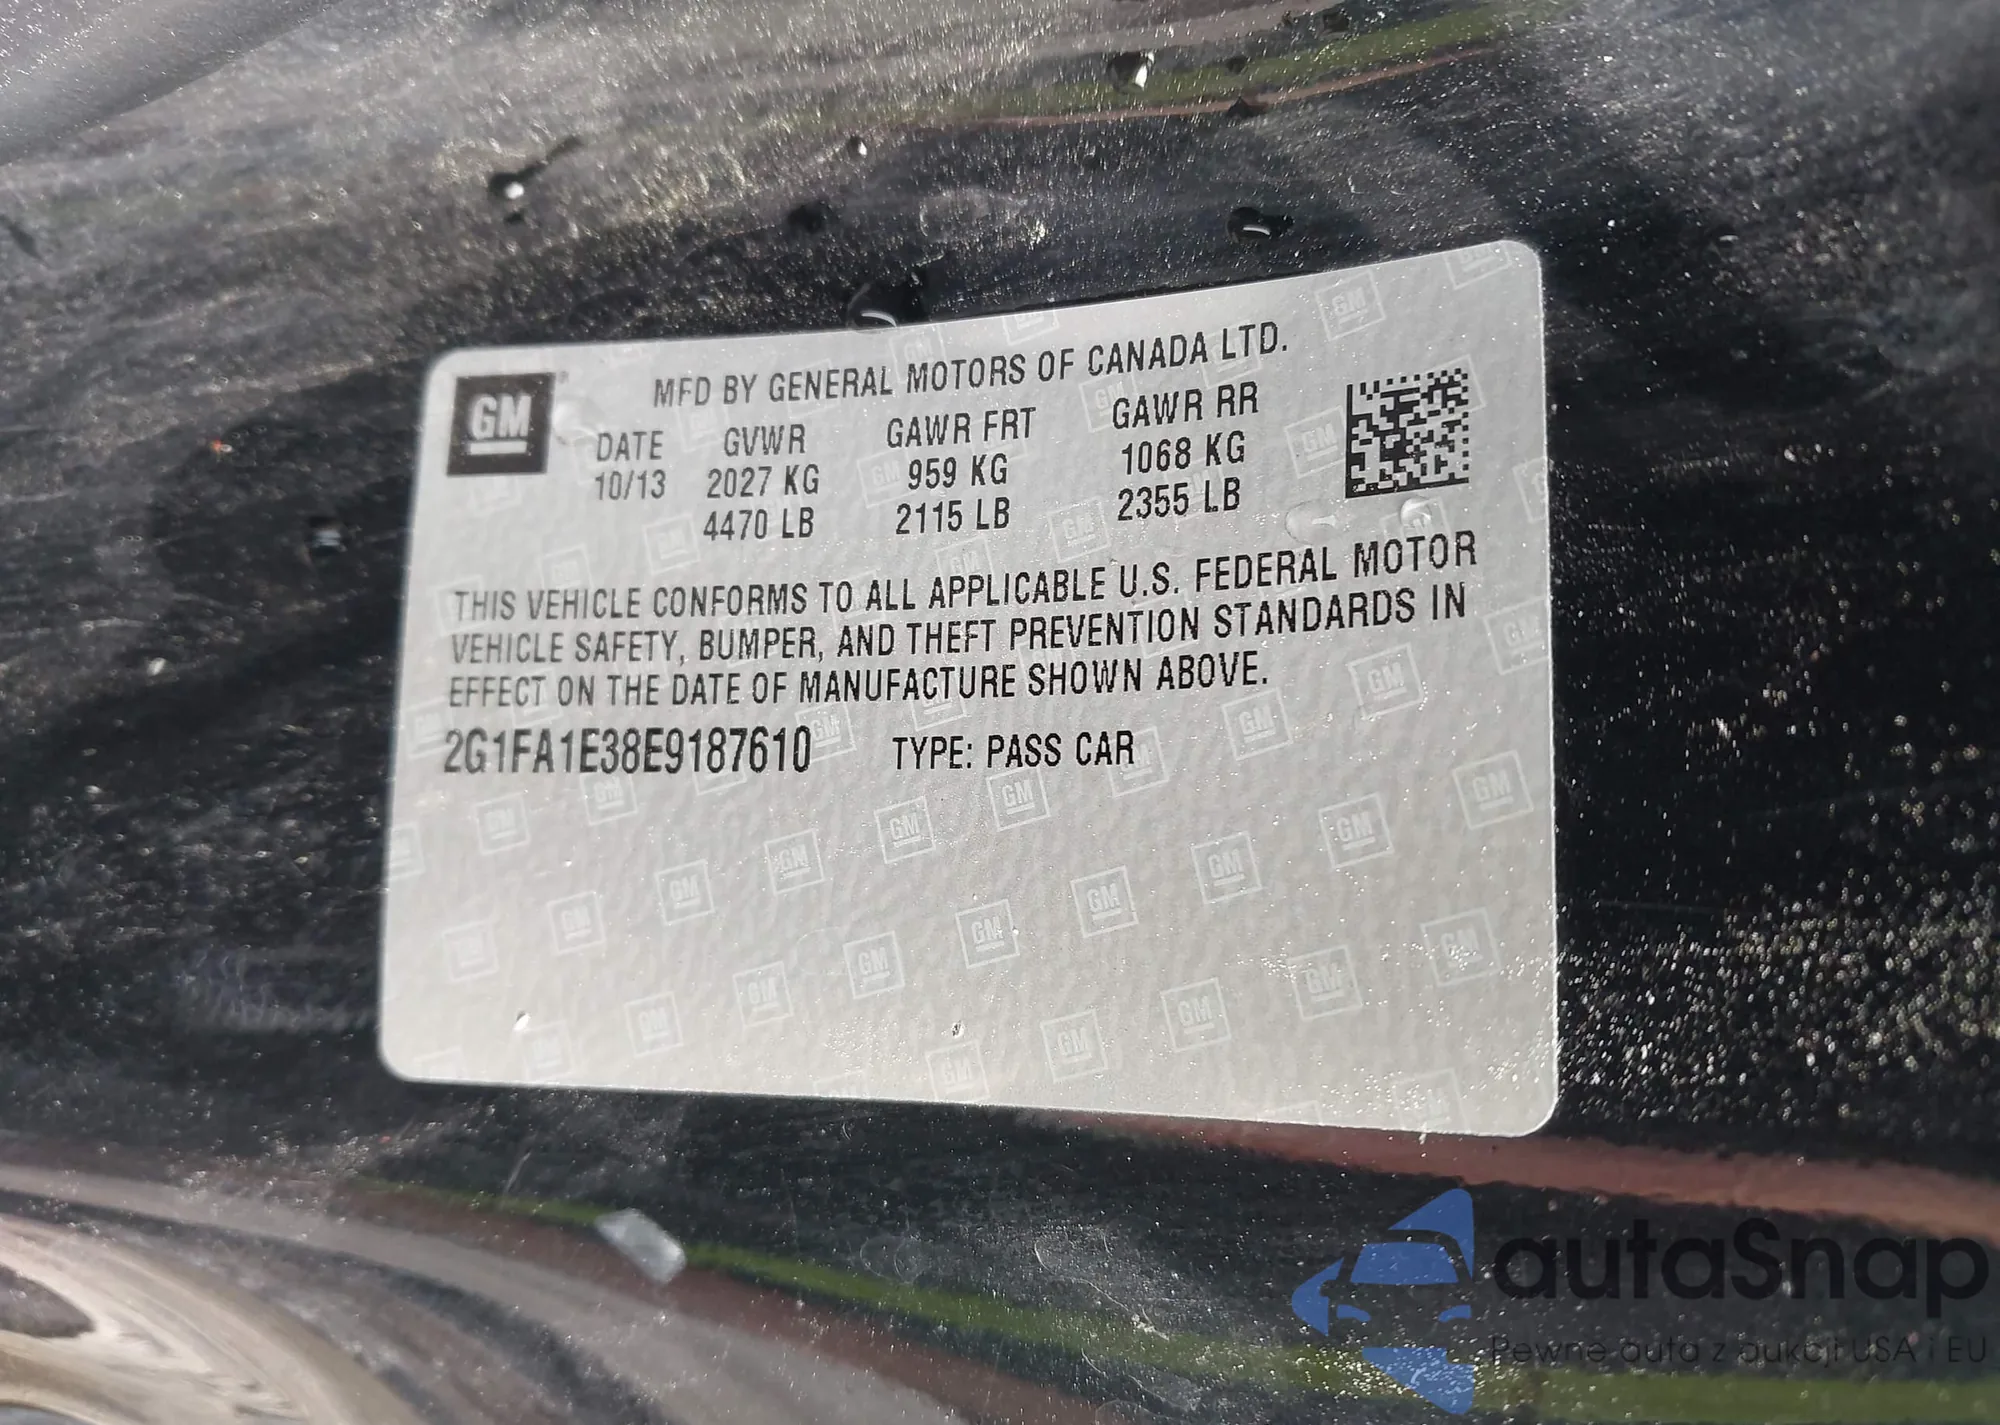 GM
MFD BY GENERAL MOTORS OF CANADA LTD.
DATE GVWR GAWR FRT GAWR RR
10/13 2027 KG 959 KG 1068 KG
4470 LB 2115 LB 2355 LB
THIS VEHICLE CONFORMS TO ALL APPLICABLE U.S. FEDERAL MOTOR
VEHICLE SAFETY, BUMPER, AND THEFT PREVENTION STANDARDS IN
EFFECT ON THE DATE OF MANUFACTURE SHOWN ABOVE.
2G1FA1E38E9187610 TYPE: PASS CAR
autaSnap
Pewne auta z aukcji USA i EU